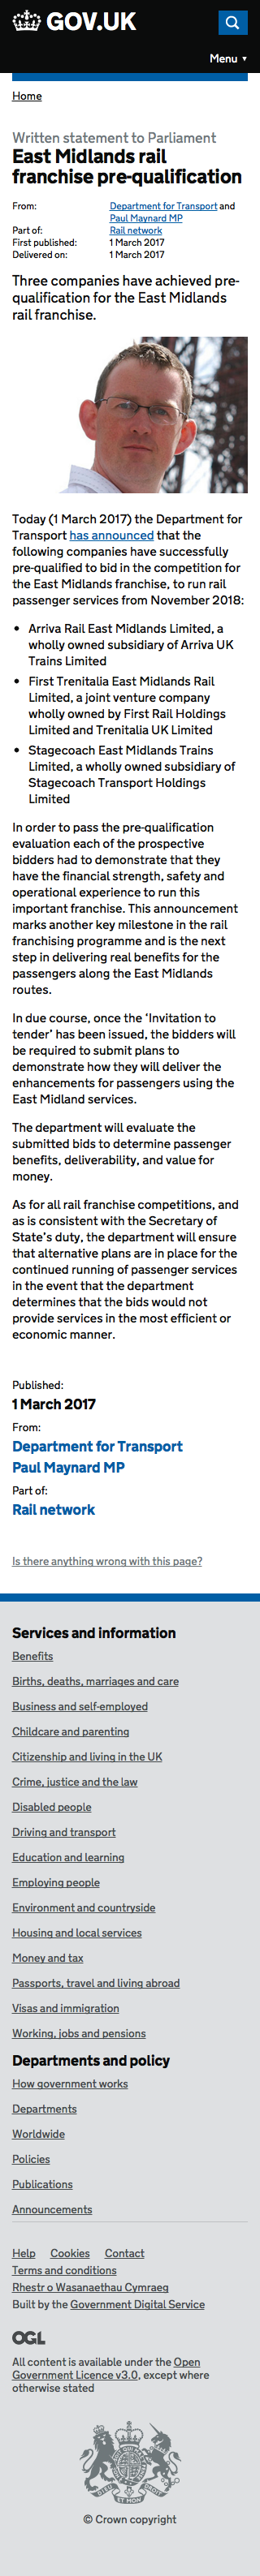 GOV.UK
Menu ▼
Home
Written statement to Parliament
East Midlands rail
franchise pre-qualification
From: Department for Transport and
Paul Maynard MP
Part of: Rail network
First published: 1 March 2017
Delivered on: 1 March 2017
Three companies have achieved pre-
qualification for the East Midlands
rail franchise.
Today (1 March 2017) the Department for
Transport has announced that the
following companies have successfully
pre-qualified to bid in the competition for
the East Midlands franchise, to run rail
passenger services from November 2018:
• Arriva Rail East Midlands Limited, a
wholly owned subsidiary of Arriva UK
Trains Limited
• First Trenitalia East Midlands Rail
Limited, a joint venture company
wholly owned by First Rail Holdings
Limited and Trenitalia UK Limited
• Stagecoach East Midlands Trains
Limited, a wholly owned subsidiary of
Stagecoach Transport Holdings
Limited
In order to pass the pre-qualification
evaluation each of the prospective
bidders had to demonstrate that they
have the financial strength, safety and
operational experience to run this
important franchise. This announcement
marks another key milestone in the rail
franchising programme and is the next
step in delivering real benefits for the
passengers along the East Midlands
routes.
In due course, once the ‘Invitation to
tender’ has been issued, the bidders will
be required to submit plans to
demonstrate how they will deliver the
enhancements for passengers using the
East Midland services.
The department will evaluate the
submitted bids to determine passenger
benefits, deliverability, and value for
money.
As for all rail franchise competitions, and
as is consistent with the Secretary of
State’s duty, the department will ensure
that alternative plans are in place for the
continued running of passenger services
in the event that the department
determines that the bids would not
provide services in the most efficient or
economic manner.
Published:
1 March 2017
From:
Department for Transport
Paul Maynard MP
Part of:
Rail network
Is there anything wrong with this page?
Services and information
Benefits
Births, deaths, marriages and care
Business and self-employed
Childcare and parenting
Citizenship and living in the UK
Crime, justice and the law
Disabled people
Driving and transport
Education and learning
Employing people
Environment and countryside
Housing and local services
Money and tax
Passports, travel and living abroad
Visas and immigration
Working, jobs and pensions
Departments and policy
How government works
Departments
Worldwide
Policies
Publications
Announcements
Help Cookies Contact
Terms and conditions
Rhestr o Wasanaethau Cymraeg
Built by the Government Digital Service
OGL
All content is available under the Open
Government Licence v3.0, except where
otherwise stated
© Crown copyright